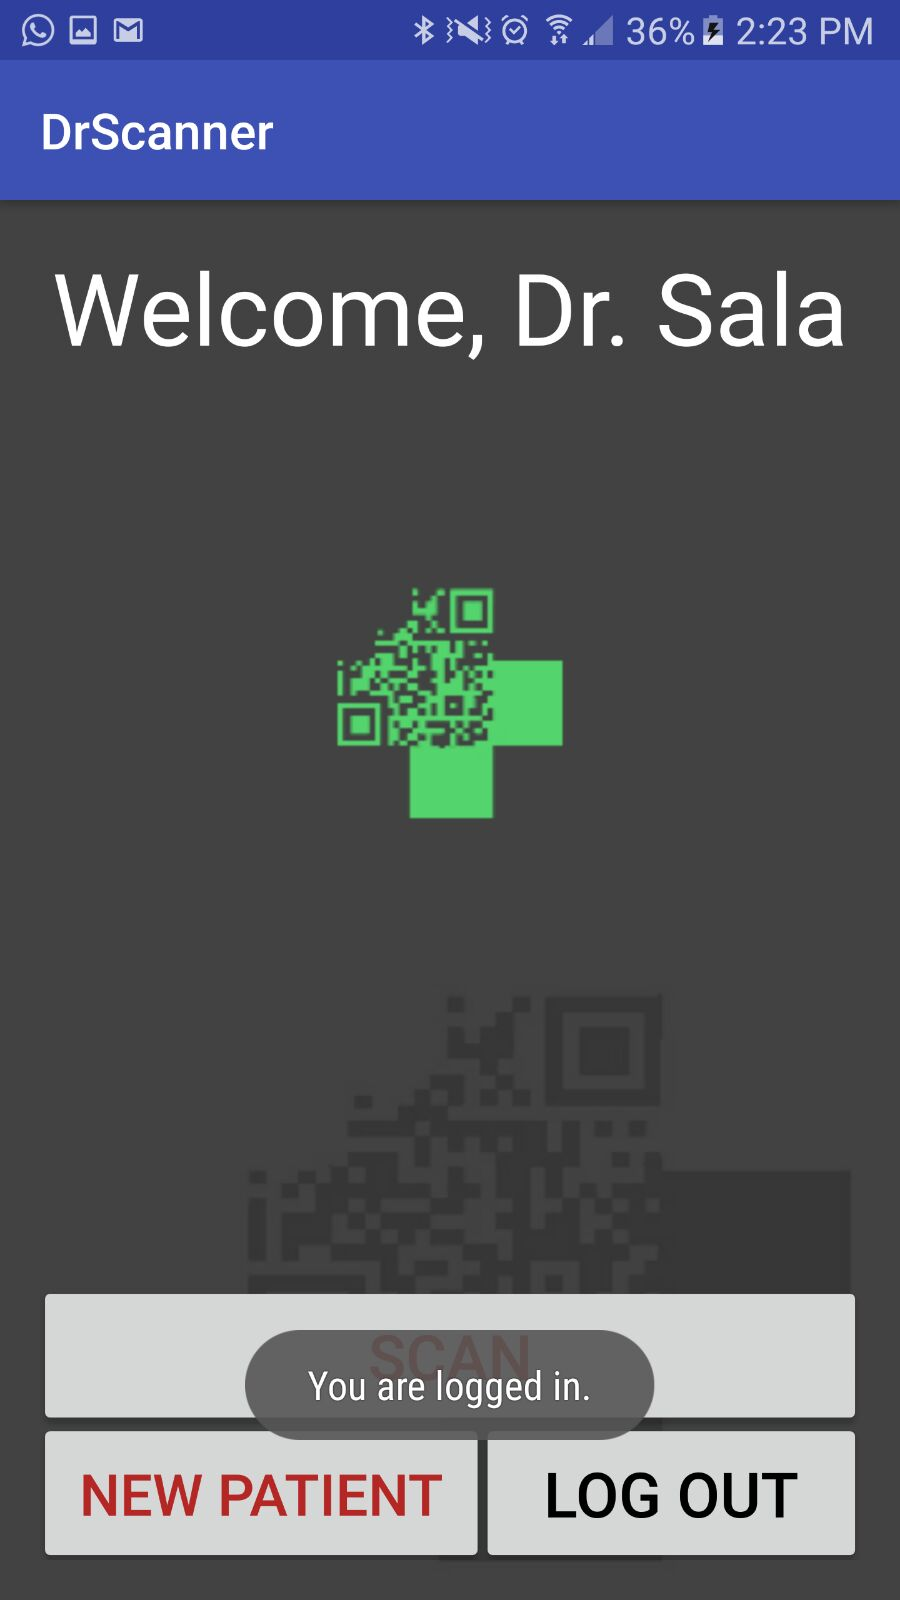 36% 2:23 PM
DrScanner
Welcome, Dr. Sala
SCAN
You are logged in.
NEW PATIENT LOG OUT